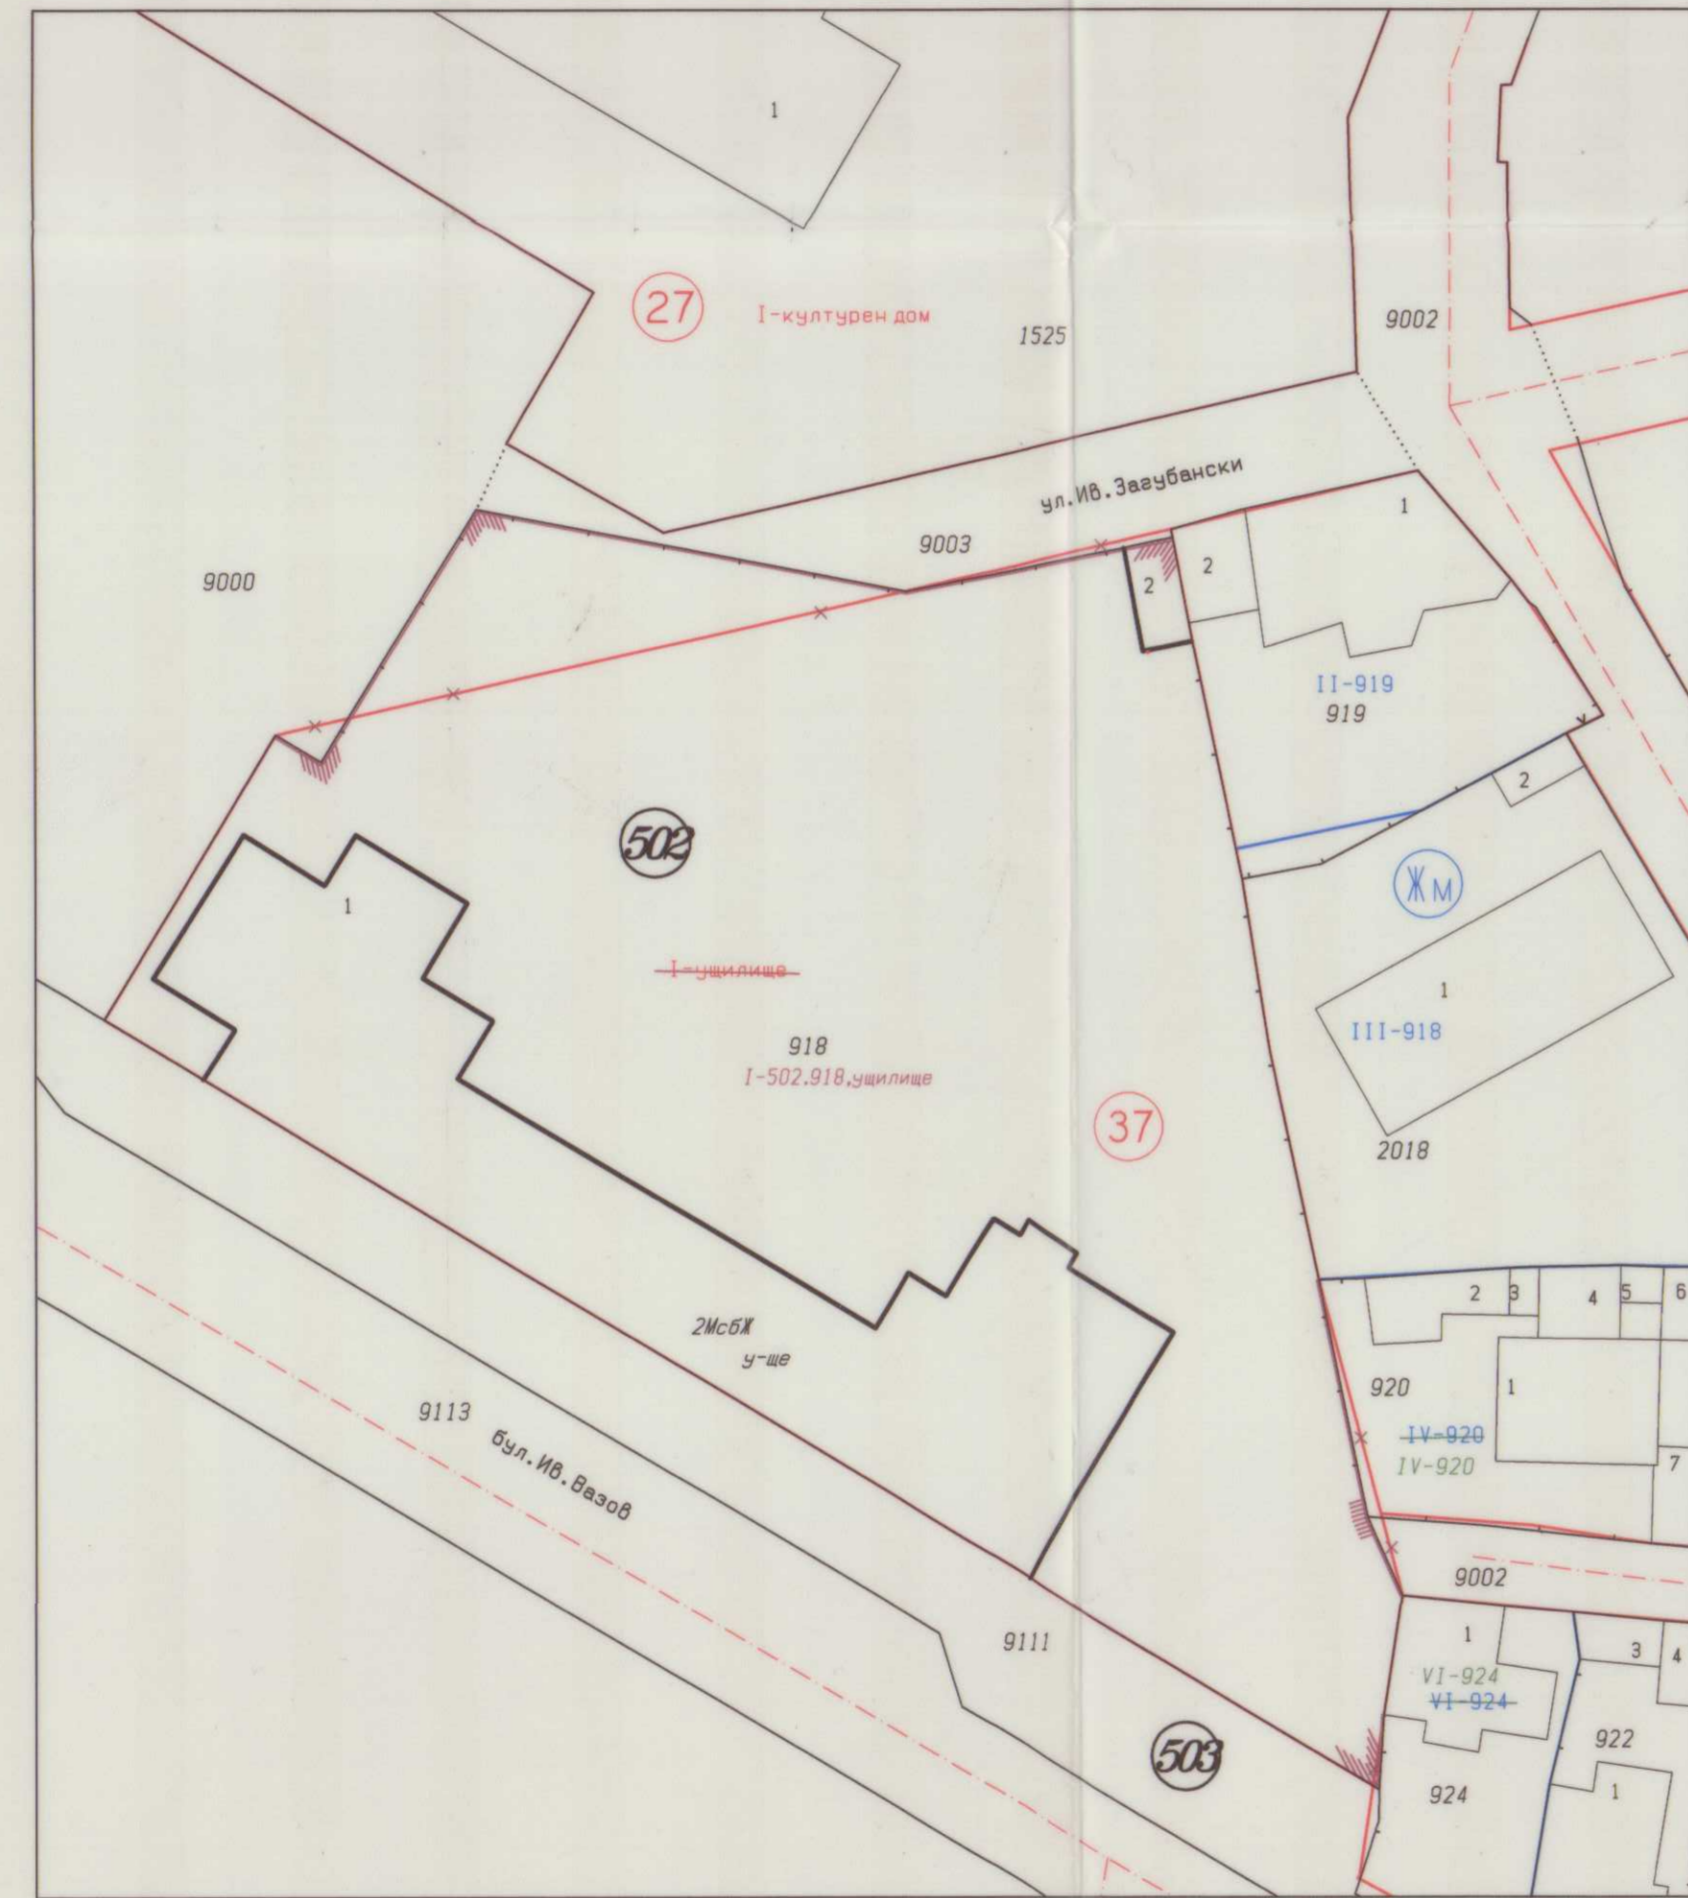 1
27
I-културен дом
1525
9002
ул.Ив.Загубански
1
9003
2
2
9000
II-919
919
2
502
Жм
1
1
I-училище
III-918
918
I-502.918,училище
37
2018
2
3
4
5
6
2МсбЖ
у-ще
920
1
9113
бул.Ив.Вазов
IV-920
IV-920
7
9002
9111
1
3
4
VI-924
VI-924
503
922
924
1